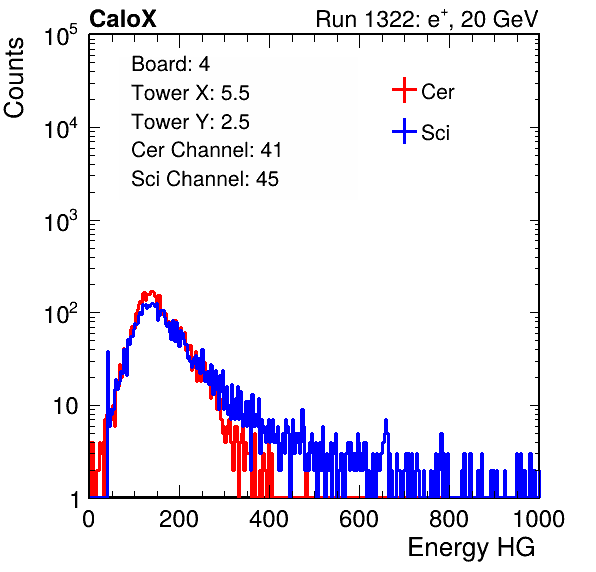 CaloX Run 1322: e⁺, 20 GeV
Counts
Board: 4
Tower X: 5.5
Tower Y: 2.5
Cer Channel: 41
Sci Channel: 45
Cer
Sci
10⁵
10⁴
10³
10²
10
1
0 200 400 600 800 1000
Energy HG